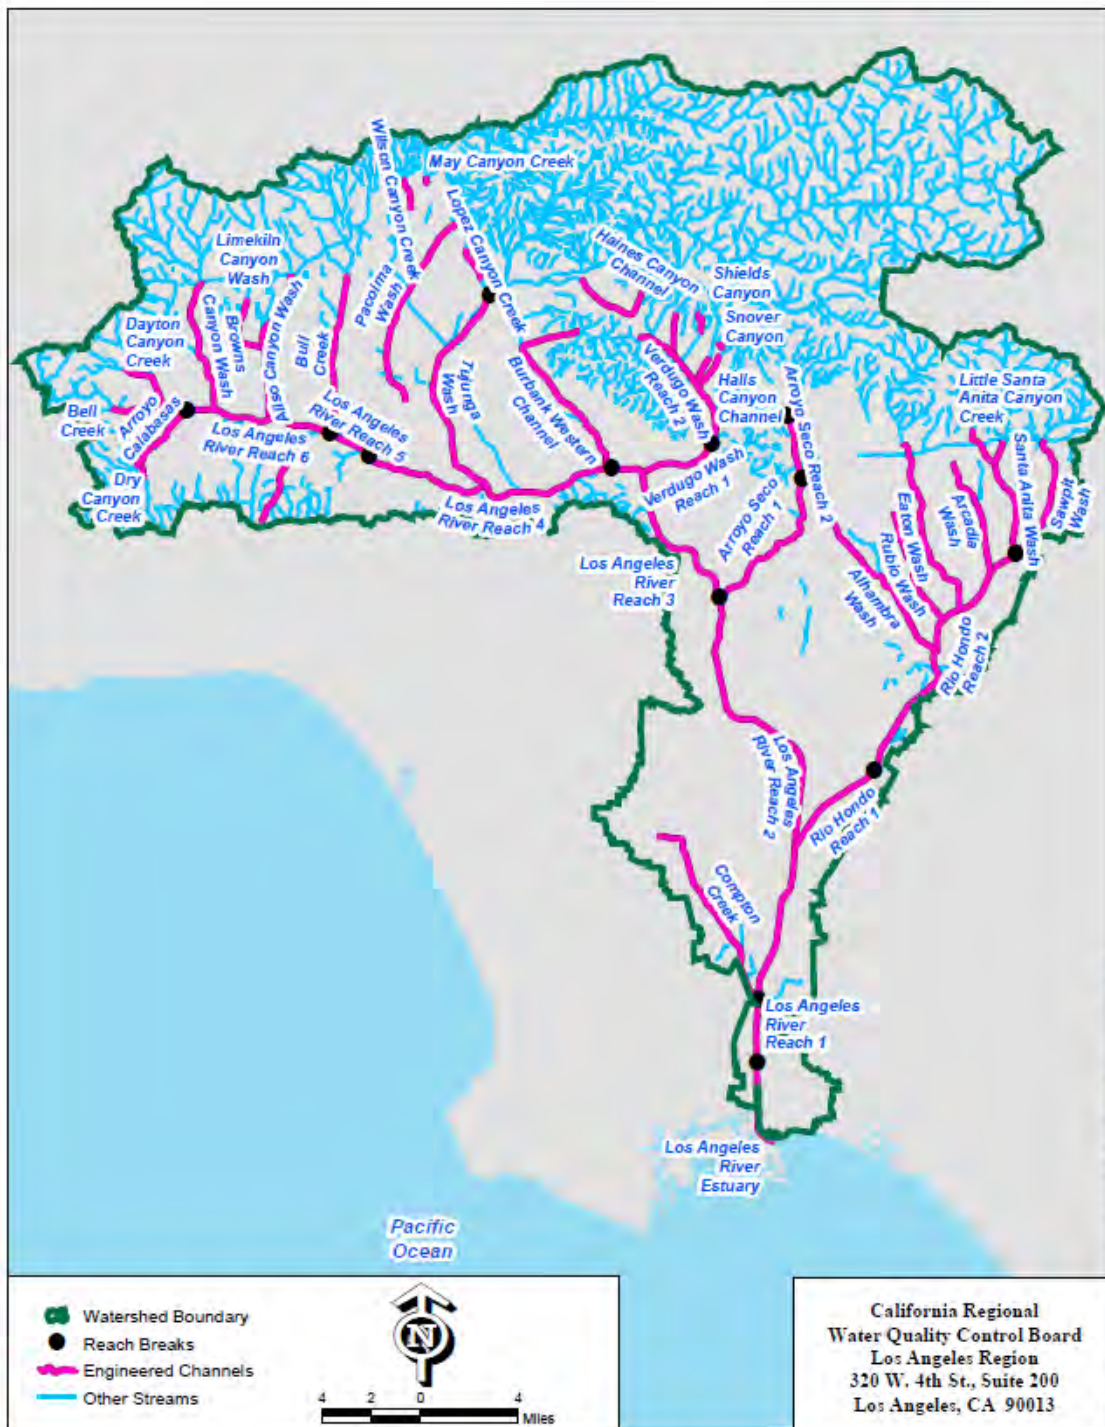 Wilson Canyon Creek
May Canyon Creek
Lopez Canyon Creek
Limekiln
Canyon
Wash
Haines Canyon
Channel
Shields
Canyon
Snover
Canyon
Pacoima
Wash
Dayton
Canyon
Creek
Canyon Wash
Browns
Aliso Canyon Wash
Bull
Creek
Tujunga
Wash
Burbank Western
Channel
Verdugo Wash
Reach 2
Halls
Canyon
Channel
Arroyo Seco Reach 2
Little Santa
Anita Canyon
Creek
Santa Anita Wash
Sawpit
Wash
Bell
Creek
Arroyo
Calabasas
Los Angeles
River Reach 6
Los Angeles
River Reach 5
Dry
Canyon
Creek
Los Angeles
River Reach 4
Verdugo Wash
Reach 1
Arroyo Seco
Reach 1
Eaton Wash
Rubio Wash
Arcadia
Wash
Alhambra
Wash
Los Angeles
River
Reach 3
Rio Hondo
Reach 2
Los Angeles
River Reach 2
Rio Hondo
Reach 1
Compton
Creek
Los Angeles
River
Reach 1
Los Angeles
River
Estuary
Pacific
Ocean
Watershed Boundary
Reach Breaks
Engineered Channels
Other Streams
N
4 2 0 4
Miles
California Regional
Water Quality Control Board
Los Angeles Region
320 W. 4th St., Suite 200
Los Angeles, CA 90013